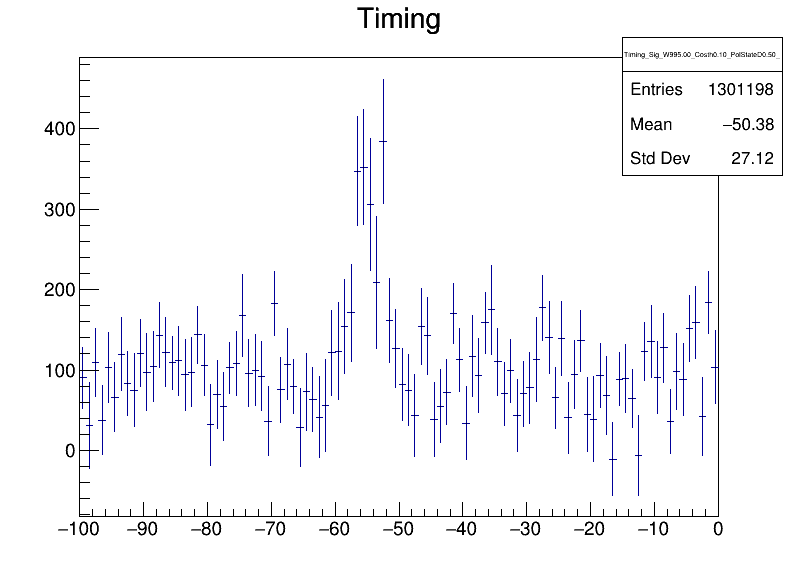 Timing
Timing_Sig_W995.00_Costh0.10_PolStateD0.50_
Entries 1301198
Mean −50.38
Std Dev 27.12
400
300
200
100
0
−100 −90 −80 −70 −60 −50 −40 −30 −20 −10 0